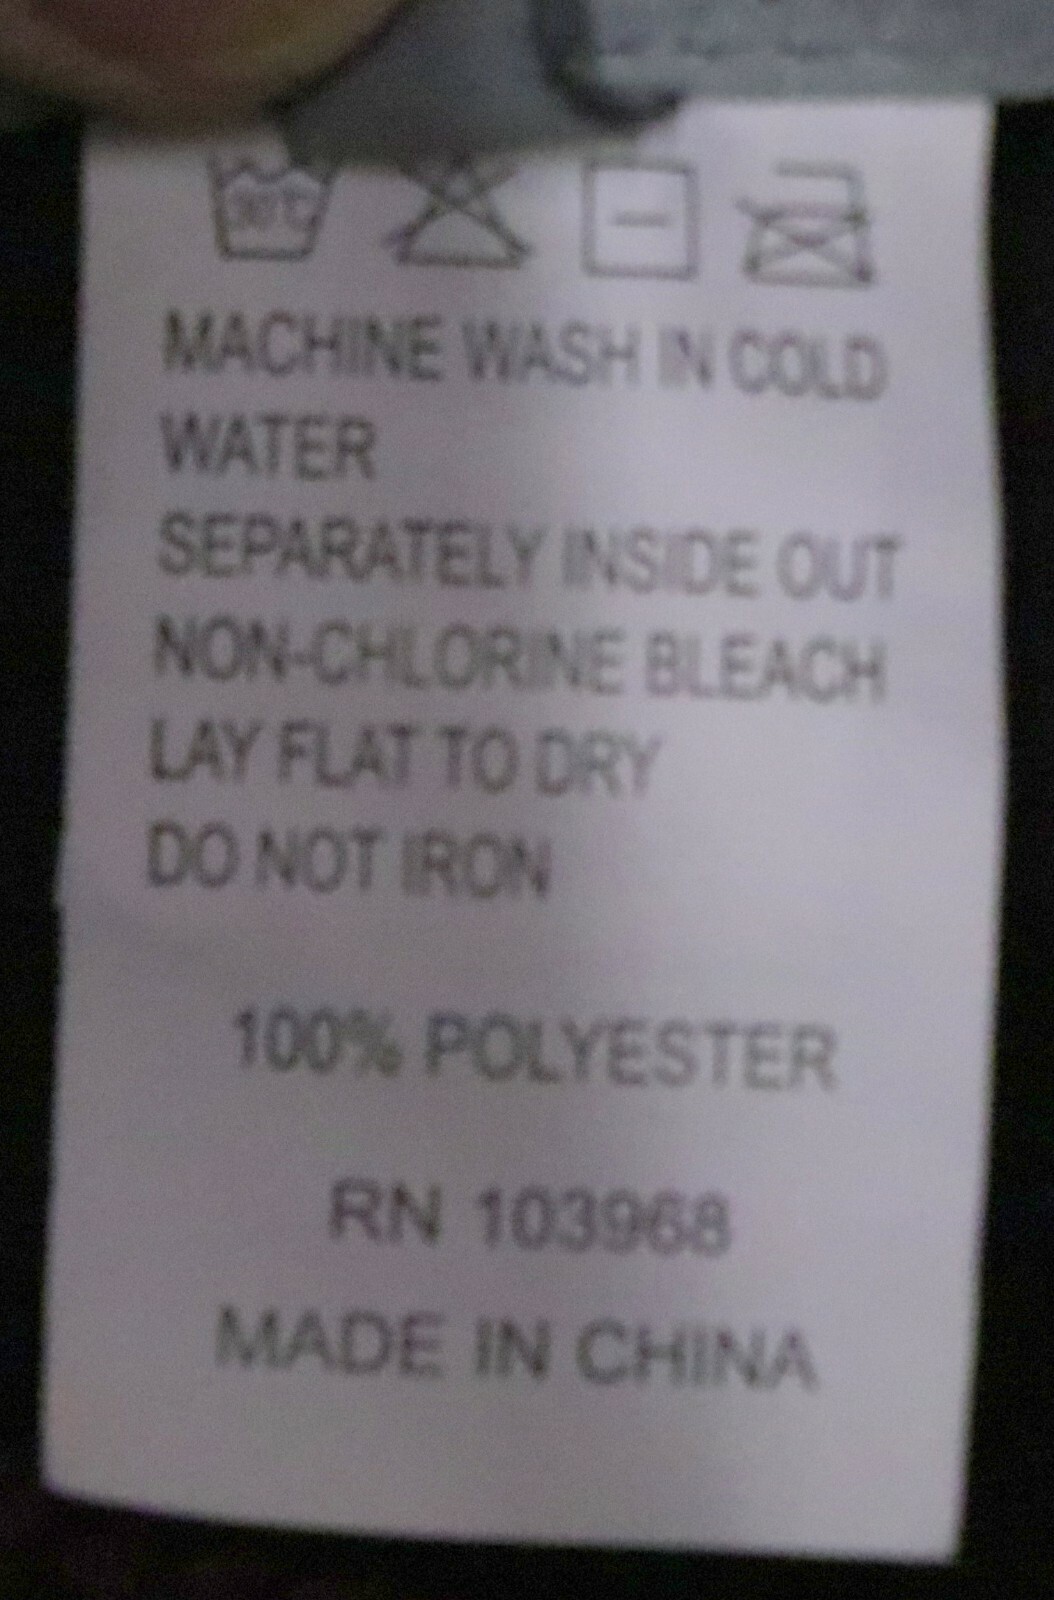 30°C
MACHINE WASH IN COLD
WATER
SEPARATELY INSIDE OUT
NON-CHLORINE BLEACH
LAY FLAT TO DRY
DO NOT IRON
100% POLYESTER
RN 103968
MADE IN CHINA